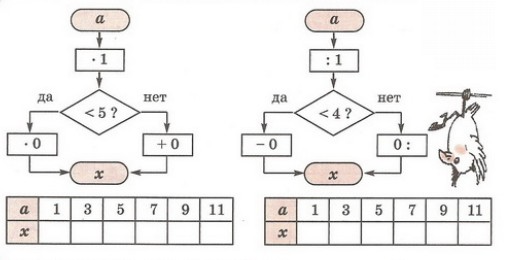 a
· 1
< 5 ?
да
нет
· 0
+ 0
x
a 1 3 5 7 9 11
x
a
: 1
< 4 ?
да
нет
− 0
0 :
x
a 1 3 5 7 9 11
x